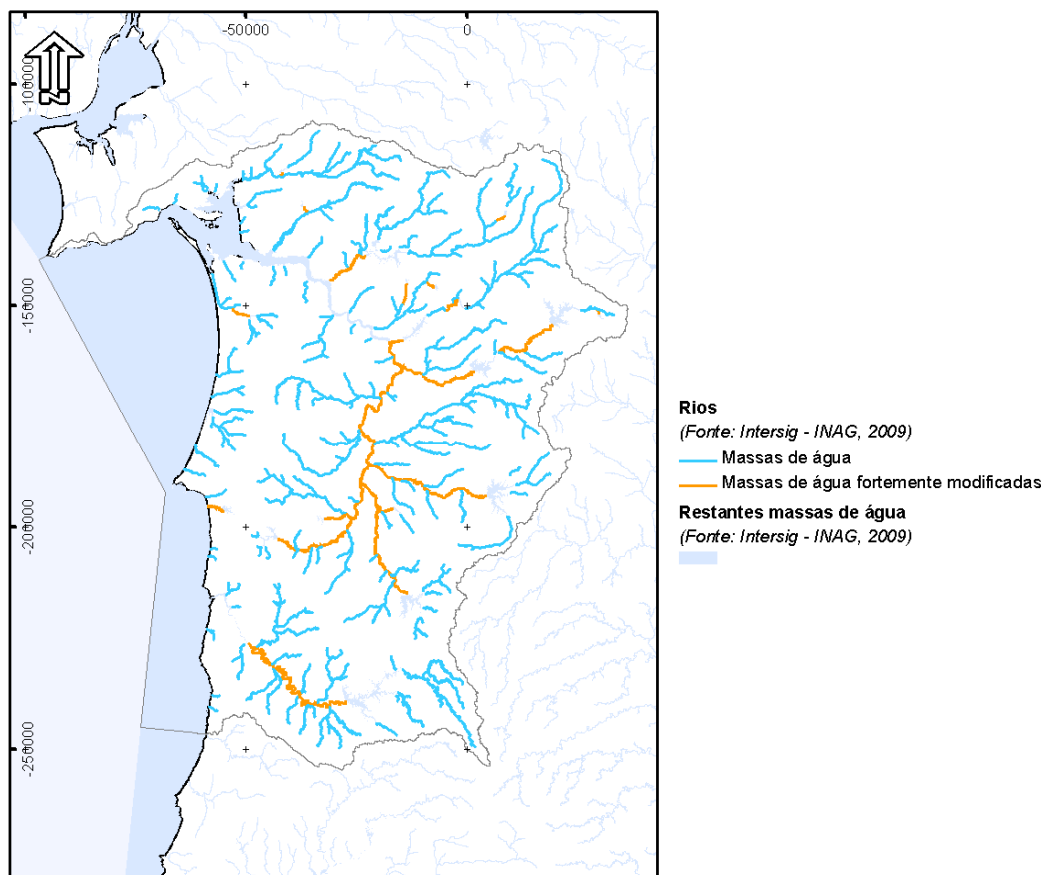 -50000
0
-100000
-150000
-200000
-250000
N
Rios
(Fonte: Intersig - INAG, 2009)
Massas de água
Massas de água fortemente modificadas
Restantes massas de água
(Fonte: Intersig - INAG, 2009)